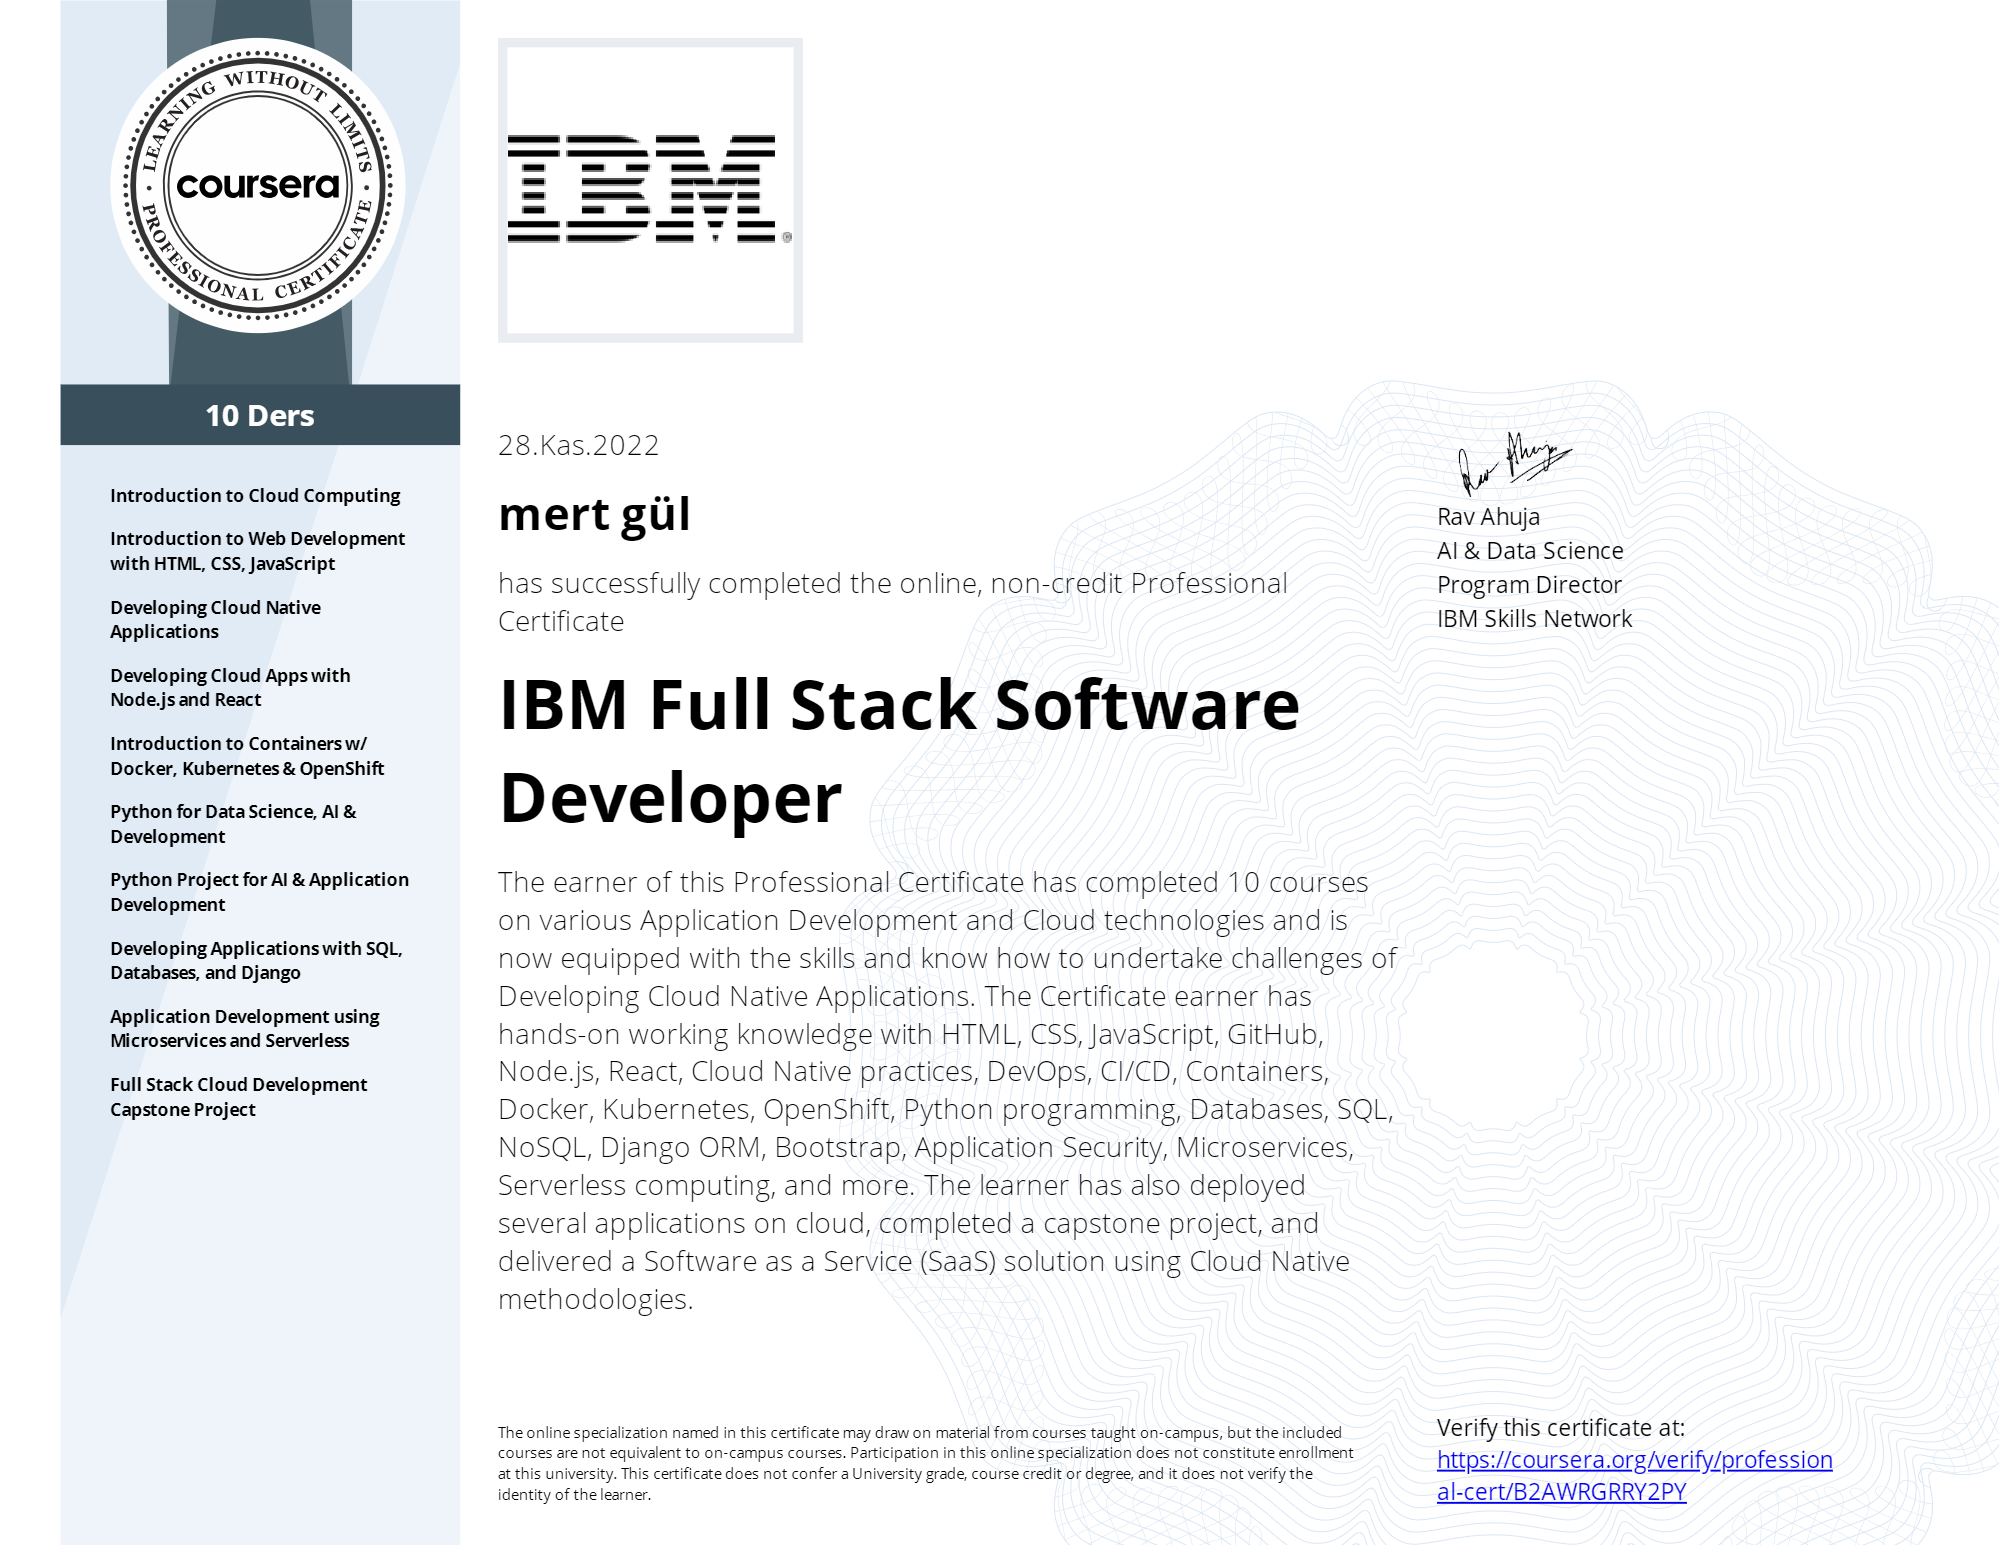 LEARNING WITHOUT LIMITS
coursera
PROFESSIONAL CERTIFICATE
IBM®
10 Ders
Introduction to Cloud Computing
Introduction to Web Development
with HTML, CSS, JavaScript
Developing Cloud Native
Applications
Developing Cloud Apps with
Node.js and React
Introduction to Containers w/
Docker, Kubernetes & OpenShift
Python for Data Science, AI &
Development
Python Project for AI & Application
Development
Developing Applications with SQL,
Databases, and Django
Application Development using
Microservices and Serverless
Full Stack Cloud Development
Capstone Project
28.Kas.2022
mert gül
has successfully completed the online, non-credit Professional
Certificate
IBM Full Stack Software
Developer
The earner of this Professional Certificate has completed 10 courses
on various Application Development and Cloud technologies and is
now equipped with the skills and know how to undertake challenges of
Developing Cloud Native Applications. The Certificate earner has
hands-on working knowledge with HTML, CSS, JavaScript, GitHub,
Node.js, React, Cloud Native practices, DevOps, CI/CD, Containers,
Docker, Kubernetes, OpenShift, Python programming, Databases, SQL,
NoSQL, Django ORM, Bootstrap, Application Security, Microservices,
Serverless computing, and more. The learner has also deployed
several applications on cloud, completed a capstone project, and
delivered a Software as a Service (SaaS) solution using Cloud Native
methodologies.
Rav Ahuja
Rav Ahuja
AI & Data Science
Program Director
IBM Skills Network
The online specialization named in this certificate may draw on material from courses taught on-campus, but the included
courses are not equivalent to on-campus courses. Participation in this online specialization does not constitute enrollment
at this university. This certificate does not confer a University grade, course credit or degree, and it does not verify the
identity of the learner.
Verify this certificate at:
https://coursera.org/verify/profession
al-cert/B2AWRGRRY2PY